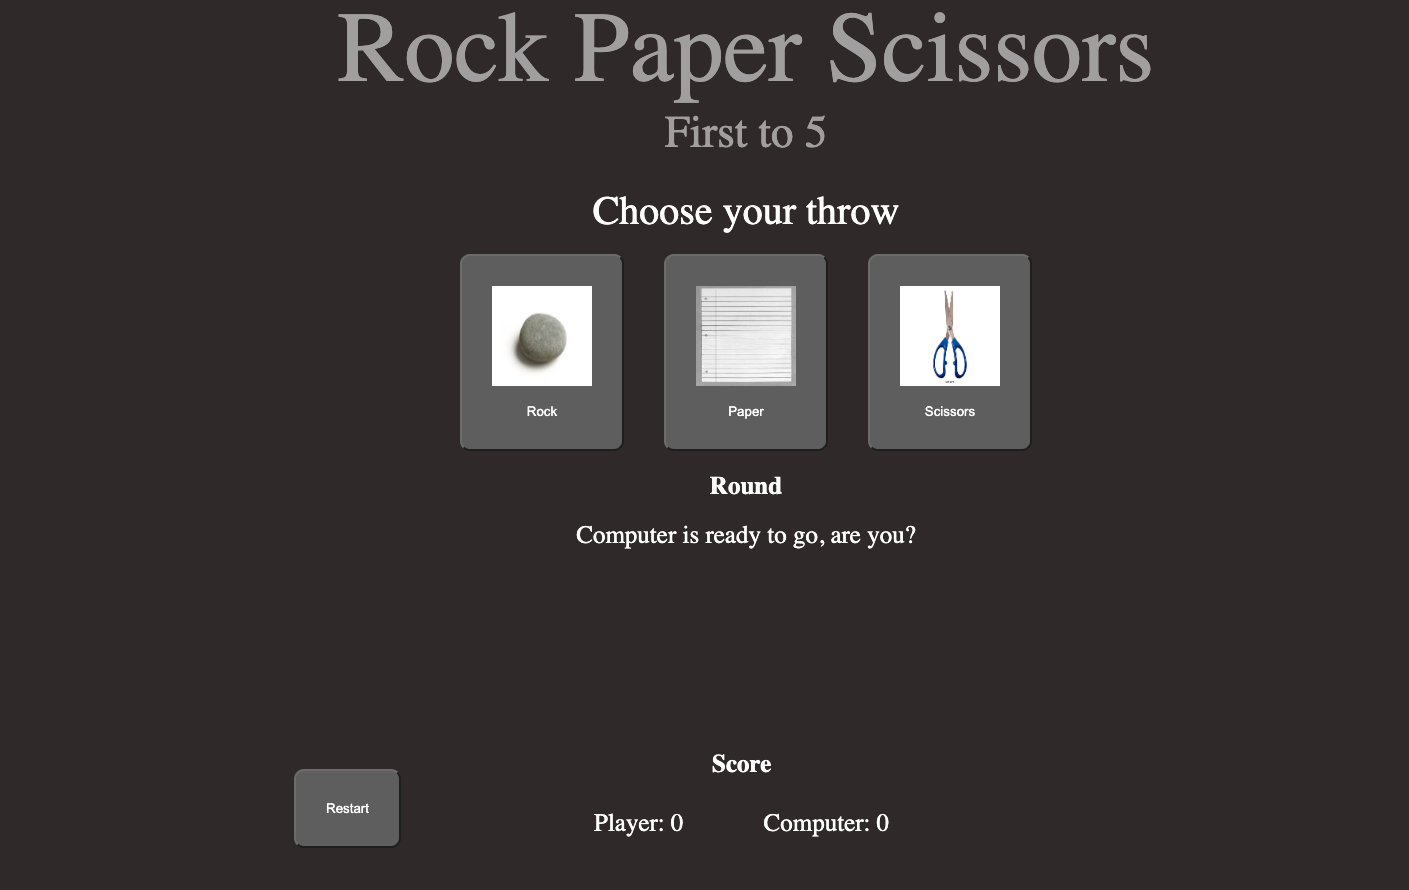 Rock Paper Scissors
First to 5
Choose your throw
Rock
Paper
Scissors
Round
Computer is ready to go, are you?
Score
Restart
Player: 0
Computer: 0